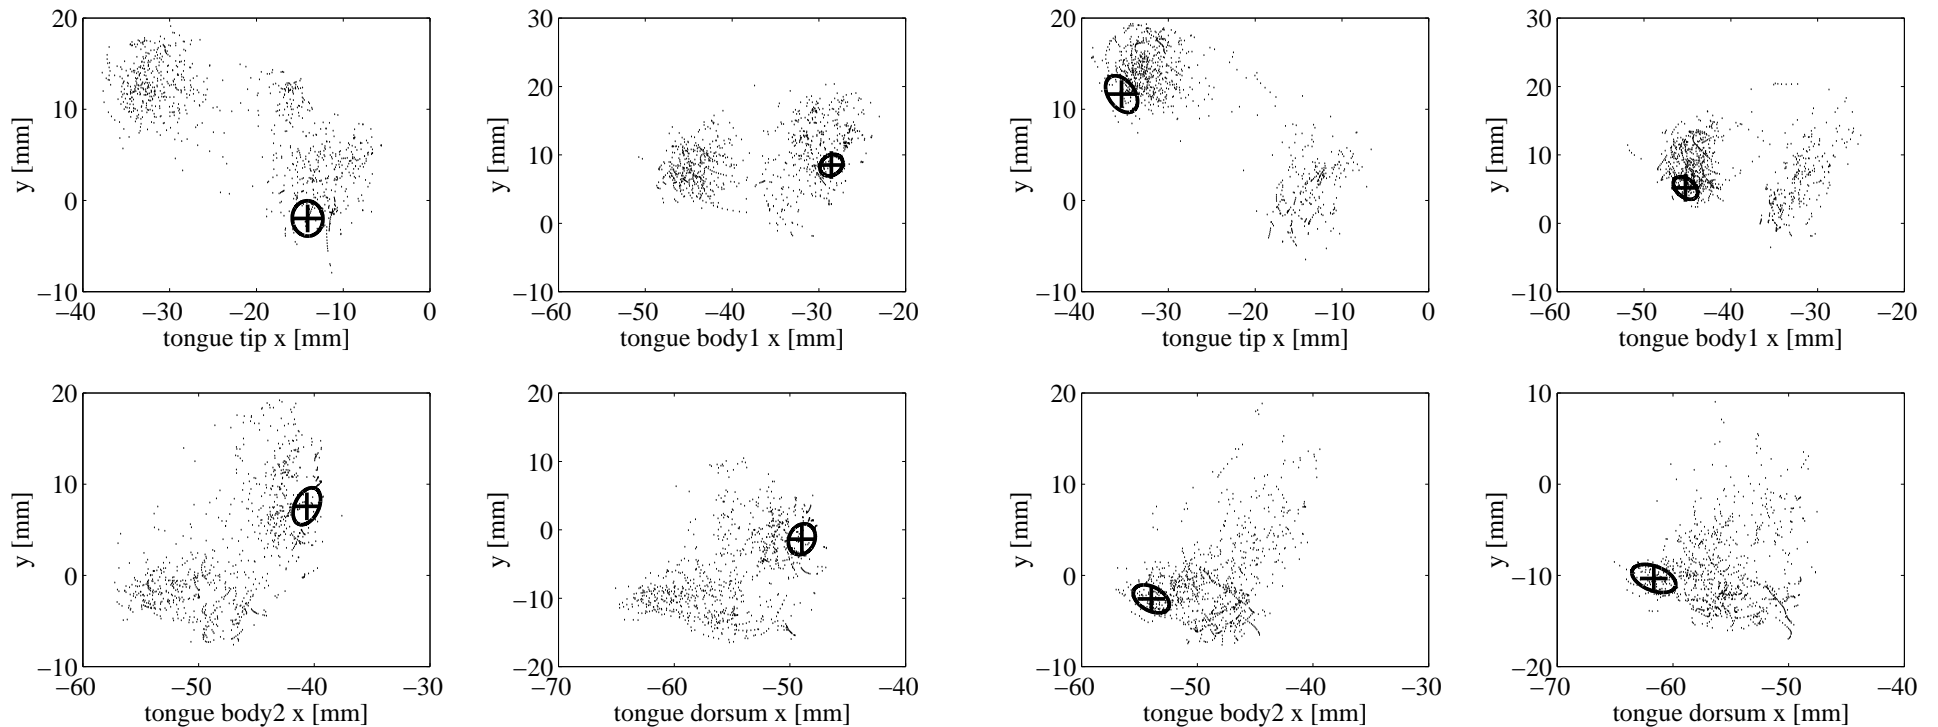 20 30 20 30
10 20 10 20
y [mm] y [mm] y [mm] y [mm]
10 10
0 0 0 0
−10 −10 −10 −10
−40 −30 −20 −10 0 −60 −50 −40 −30 −20 −40 −30 −20 −10 0 −60 −50 −40 −30 −20
tongue tip x [mm] tongue body1 x [mm] tongue tip x [mm] tongue body1 x [mm]
20 20 20 10
10 10 10 0
y [mm] y [mm] y [mm] y [mm]
0 0 0 −10
−10
−10 −20 −10 −20
−60 −50 −40 −30 −70 −60 −50 −40 −60 −50 −40 −30 −70 −60 −50 −40
tongue body2 x [mm] tongue dorsum x [mm] tongue body2 x [mm] tongue dorsum x [mm]